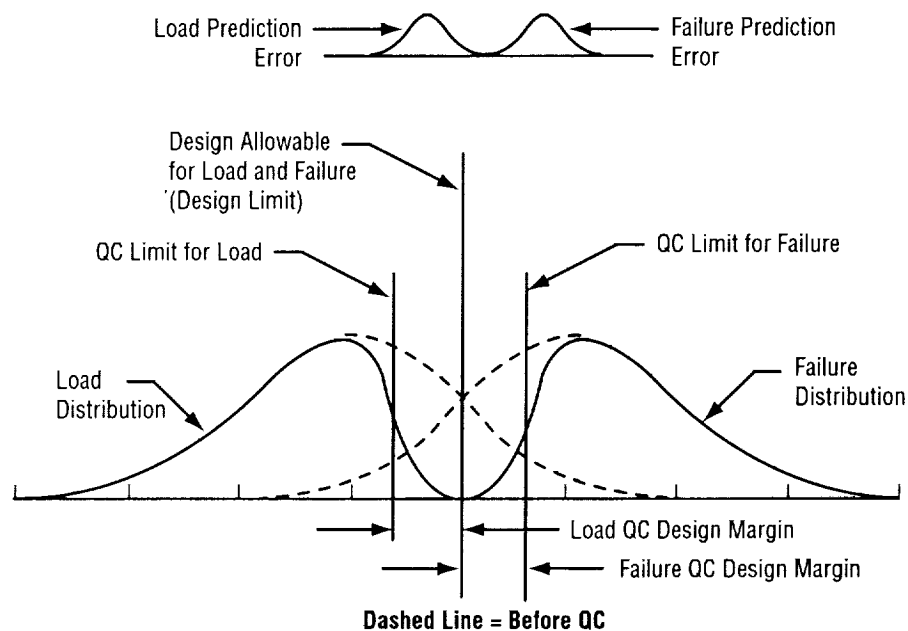 Load Prediction
Error
Failure Prediction
Error
Design Allowable
for Load and Failure
(Design Limit)
QC Limit for Load
QC Limit for Failure
Load
Distribution
Failure
Distribution
Load QC Design Margin
Failure QC Design Margin
Dashed Line = Before QC